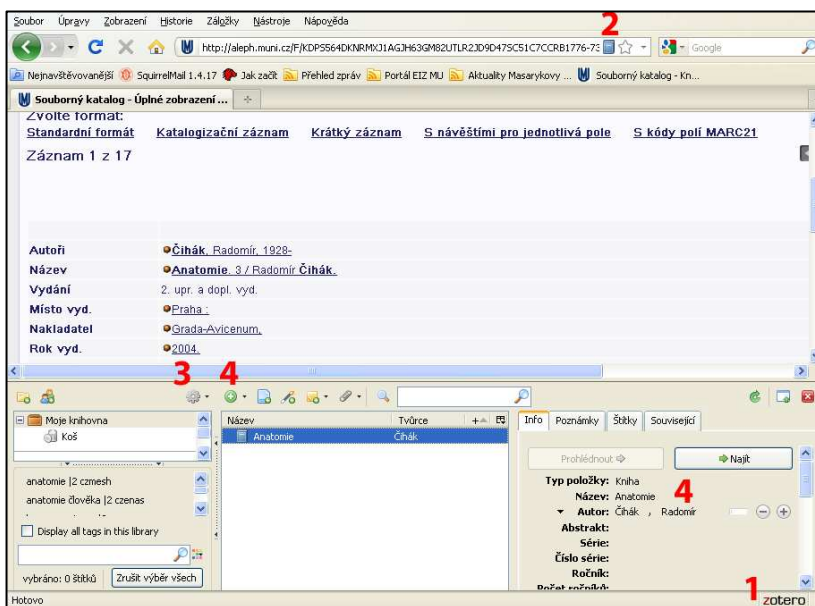 Soubor Úpravy Zobrazení Historie Záložky Nástroje Nápověda
2
http://aleph.muni.cz/F/KDPS564DKNRMXJ1AGJH63GM82UTLR2JD9D47SC51C7CCRB1776-73
Google
Nejnavštěvovanější SquirrelMail 1.4.17 Jak začít Přehled zpráv Portál EIZ MU Aktuality Masarykovy ... Souborný katalog - Kn...
Souborný katalog - Úplné zobrazení ...
Zvolte formát:
Standardní formát Katalogizační záznam Krátký záznam S návěštími pro jednotlivá pole S kódy polí MARC21
Záznam 1 z 17
Autoři Čihák, Radomír, 1928-
Název Anatomie. 3 / Radomír Čihák.
Vydání 2. upr. a dopl. vyd.
Místo vyd. Praha :
Nakladatel Grada-Avicenum,
Rok vyd. 2004.
3 4
Moje knihovna Název Tvůrce Info Poznámky Štítky Související
Koš Anatomie Čihák
Prohlédnout Najít
anatomie |2 czmesh Typ položky: Kniha
anatomie člověka |2 czenas Název: Anatomie 4
Autor: Čihák , Radomír
Display all tags in this library Abstrakt:
Série:
Číslo série:
vybráno: 0 štítků Zrušit výběr všech Ročník:
Počet ročníků:
1
Hotovo zotero